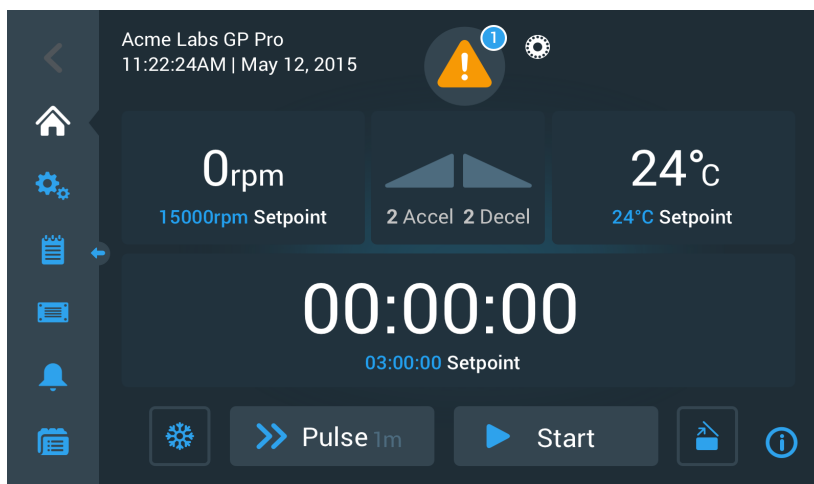 Acme Labs GP Pro
1
11:22:24AM | May 12, 2015
0rpm
24°C
15000rpm Setpoint
2 Accel 2 Decel
24°C Setpoint
00:00:00
03:00:00 Setpoint
Pulse 1m
Start